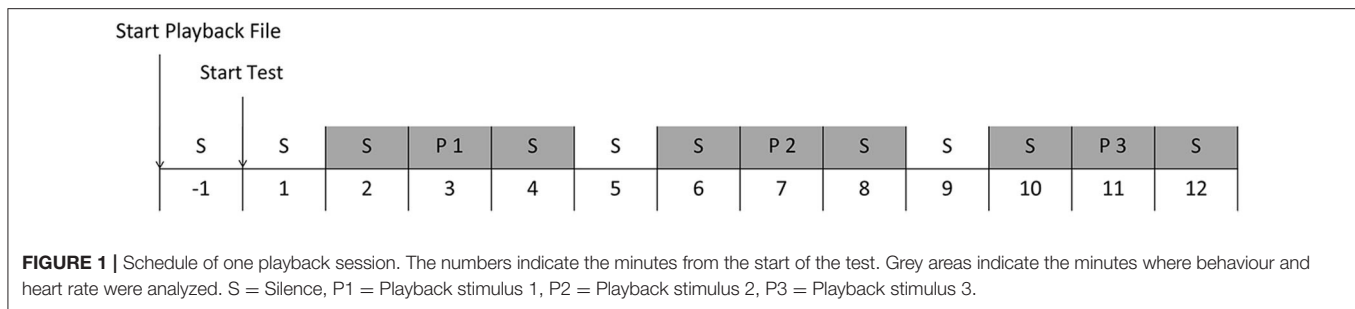 Start Playback File
Start Test
S S S P 1 S S S P 2 S S S P 3 S
-1 1 2 3 4 5 6 7 8 9 10 11 12
FIGURE 1 | Schedule of one playback session. The numbers indicate the minutes from the start of the test. Grey areas indicate the minutes where behaviour and
heart rate were analyzed. S = Silence, P1 = Playback stimulus 1, P2 = Playback stimulus 2, P3 = Playback stimulus 3.